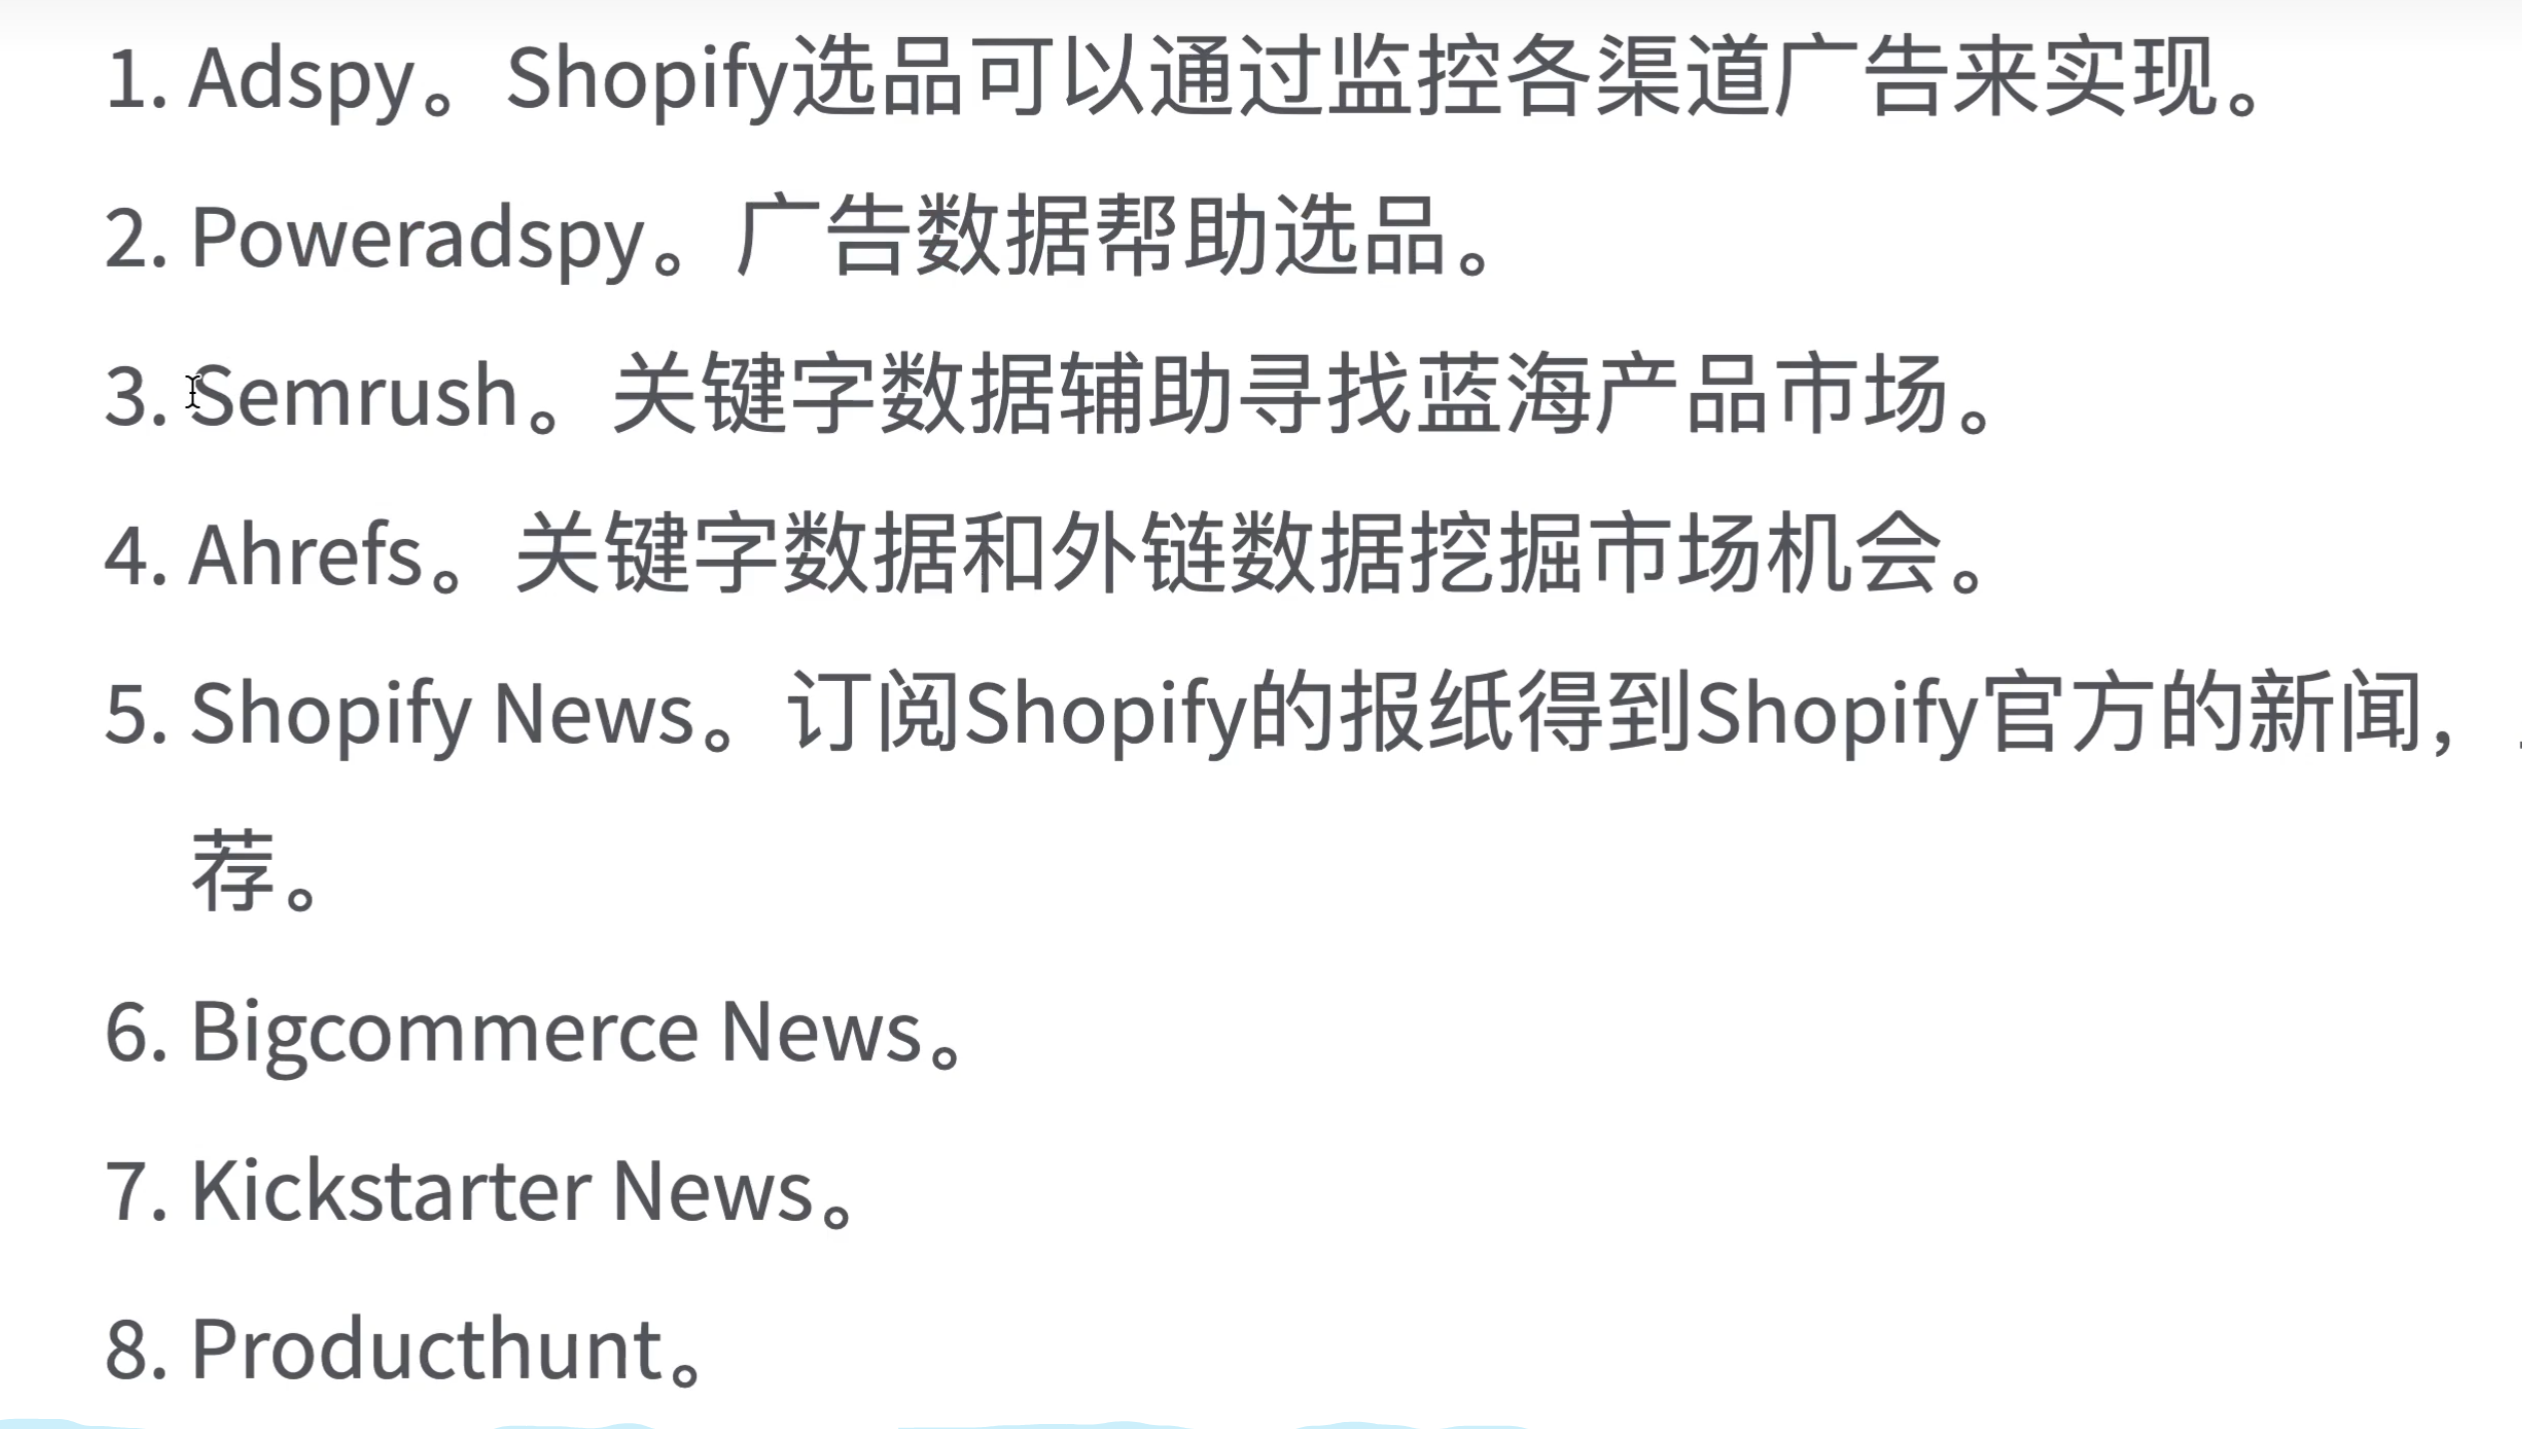 1. Adspy。 Shopify选品可以通过监控各渠道广告来实现。
2. Poweradspy。广告数据帮助选品。
3. Semrush。关键字数据辅助寻找蓝海产品市场。
4. Ahrefs。关键字数据和外链数据挖掘市场机会。
5. Shopify News。订阅Shopify的报纸得到Shopify官方的新闻，
荐。
6. Bigcommerce News。
7. Kickstarter News。
8. Producthunt。